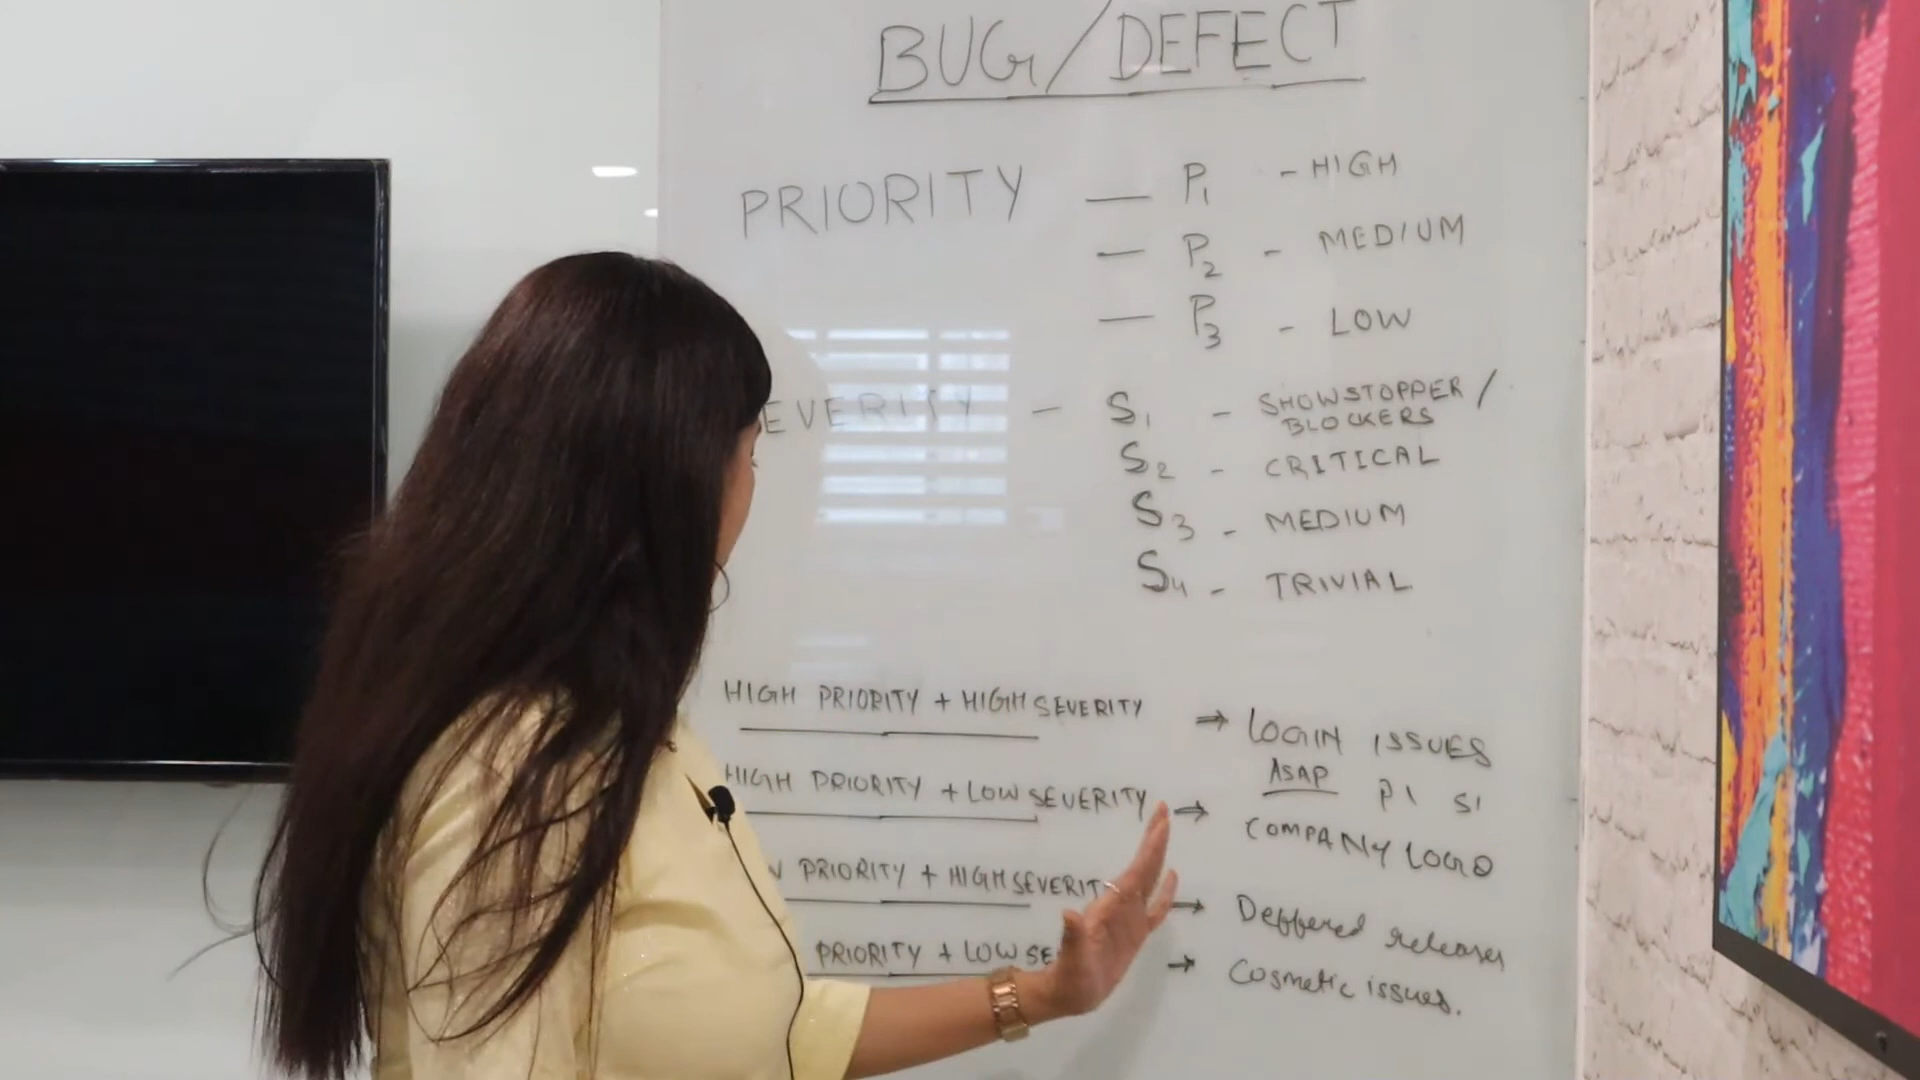 BUG/DEFECT
PRIORITY — P1 - HIGH
— P2 - MEDIUM
— P3 - LOW
EVERITY — S1 - SHOWSTOPPER /
BLOCKERS
S2 - CRITICAL
S3 - MEDIUM
S4 - TRIVIAL
HIGH PRIORITY + HIGH SEVERITY ⇒ LOGIN ISSUES
ASAP P1 S1
HIGH PRIORITY + LOW SEVERITY ⇒ COMPANY LOGO
W PRIORITY + HIGH SEVERIT → Deffered releases
PRIORITY + LOW SE → Cosmetic issues.